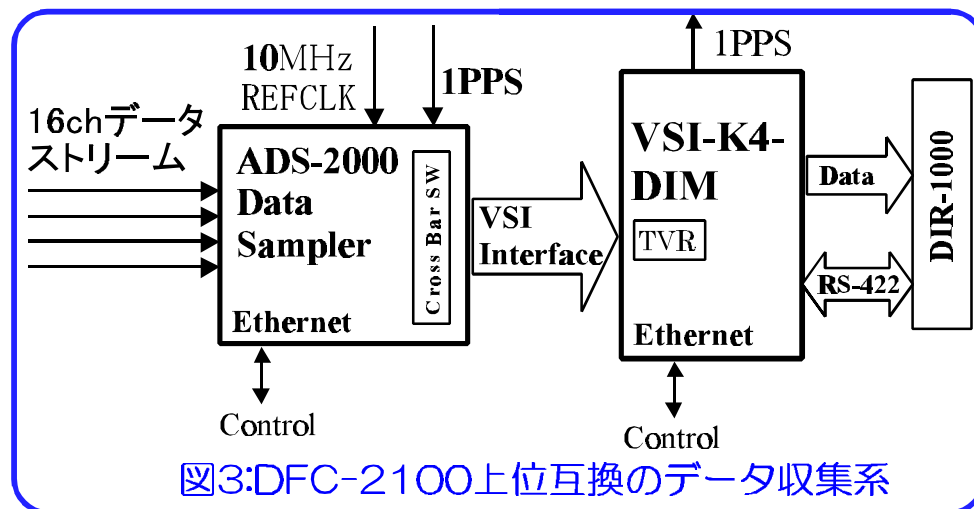 10MHz
REFCLK
1PPS
1PPS
16chデータ
ストリーム
ADS-2000
Data
Sampler
Cross Bar SW
Ethernet
Control
VSI
Interface
VSI-K4-
DIM
TVR
Ethernet
Control
Data
RS-422
DIR-1000
図3:DFC-2100上位互換のデータ収集系